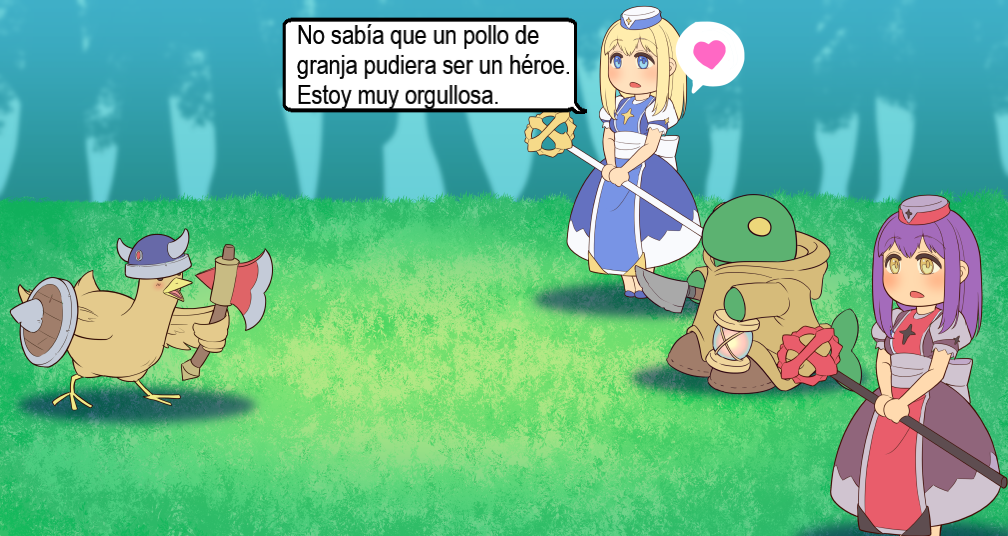 No sabía que un pollo de
granja pudiera ser un héroe.
Estoy muy orgullosa.